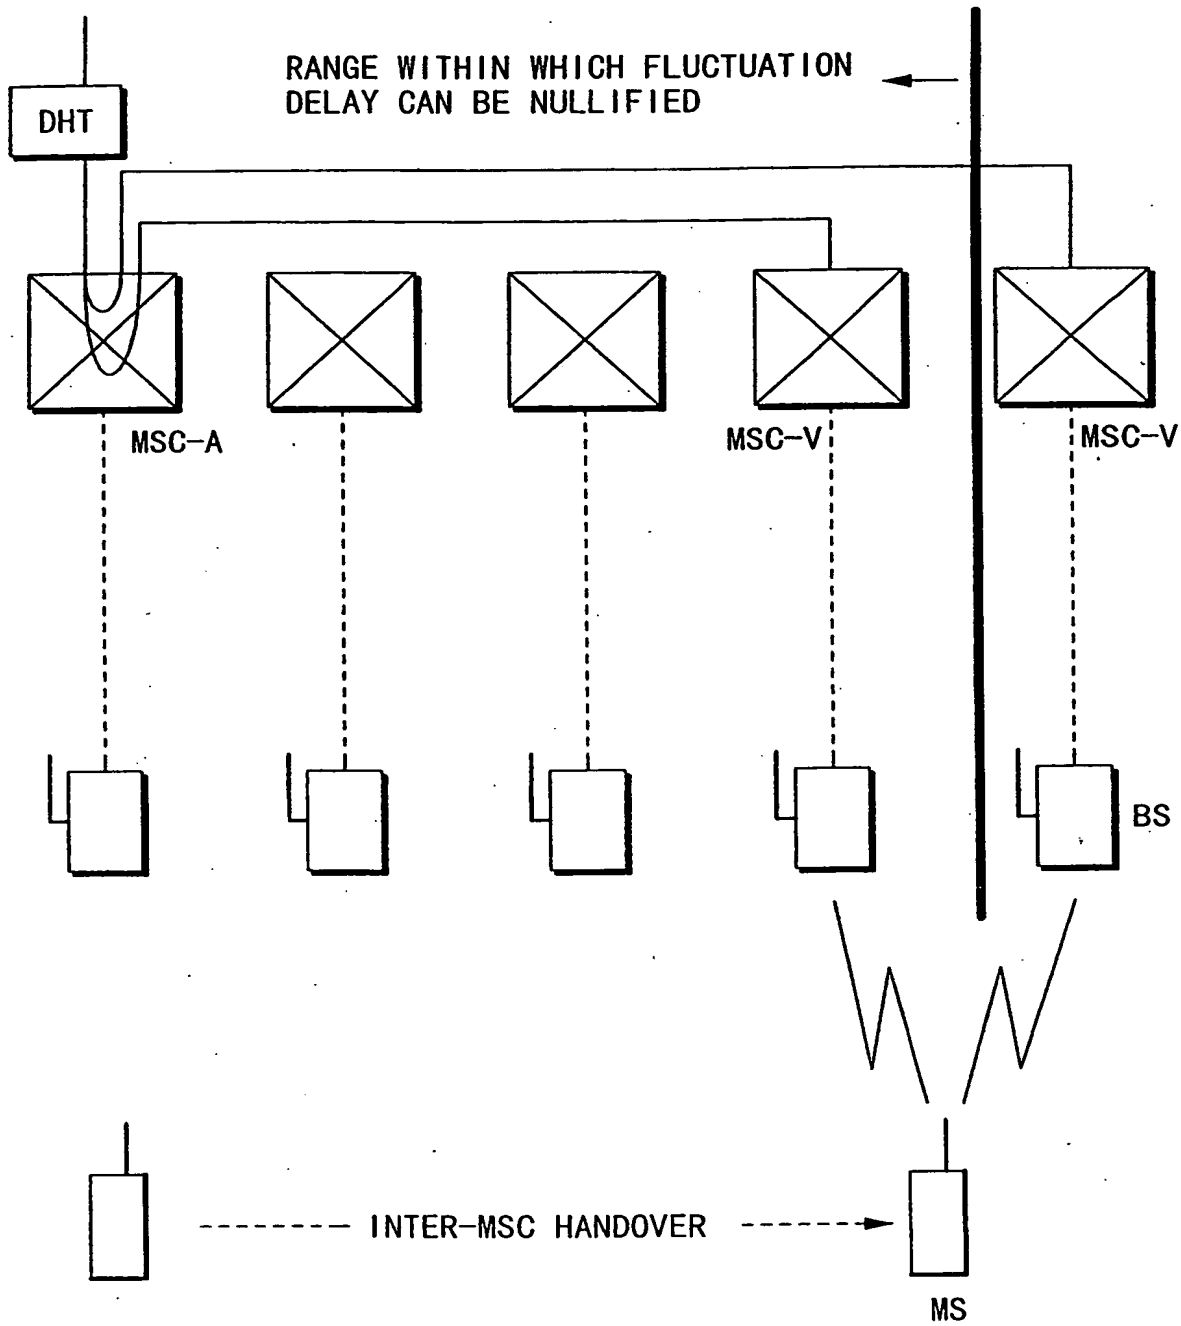 RANGE WITHIN WHICH FLUCTUATION
DELAY CAN BE NULLIFIED
DHT
MSC-A
MSC-V
MSC-V
BS
INTER-MSC HANDOVER
MS